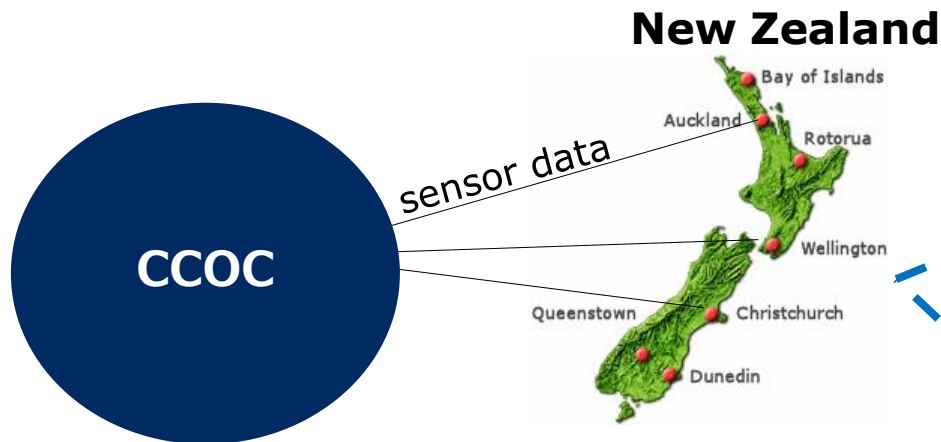 New Zealand
Bay of Islands
Auckland
Rotorua
sensor data
CCOC
Wellington
Queenstown
Christchurch
Dunedin